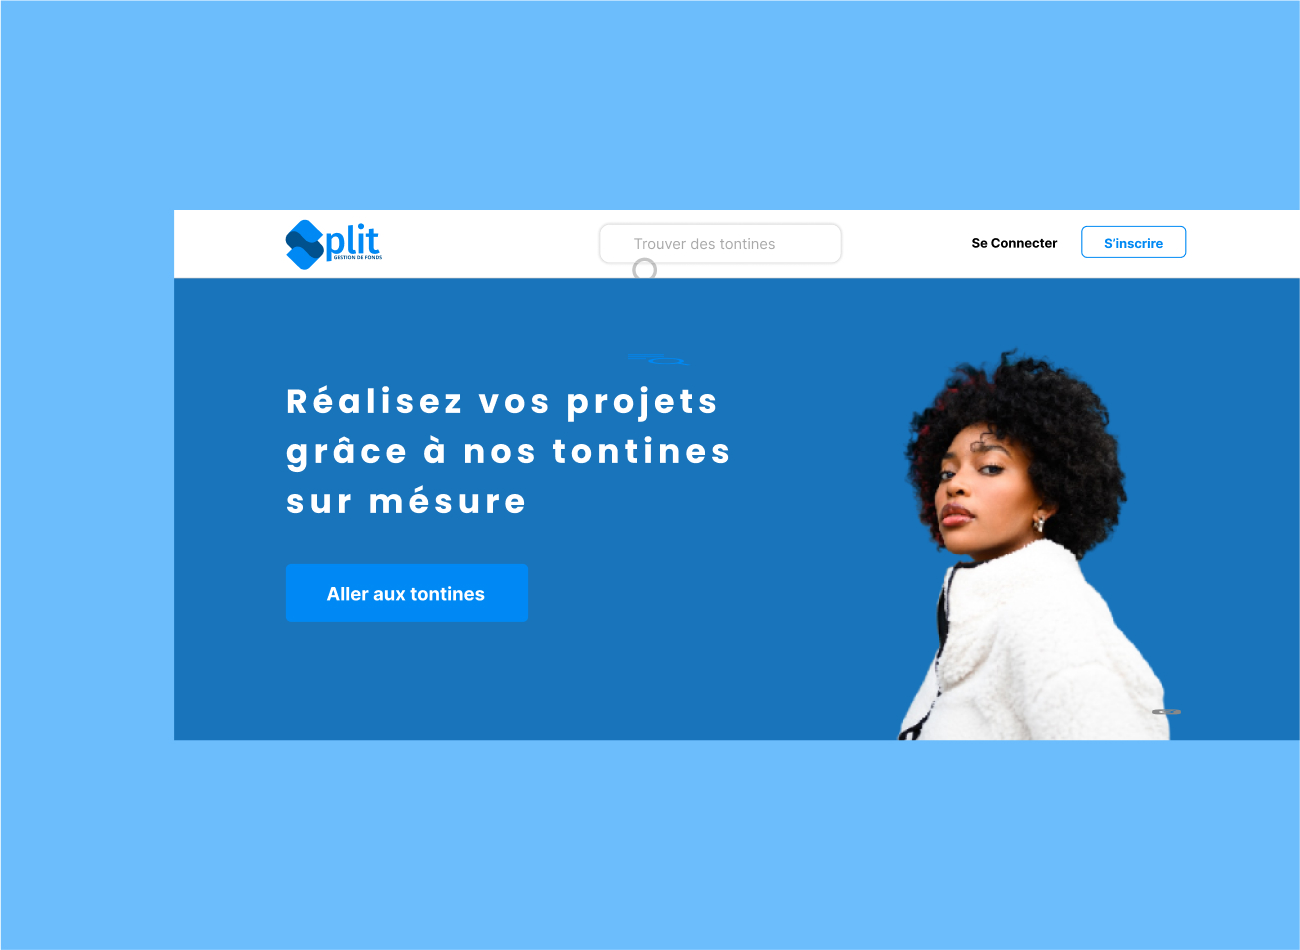 Split
GESTION DE FONDS
Trouver des tontines
Se Connecter
S'inscrire
Réalisez vos projets
grâce à nos tontines
sur mésure
Aller aux tontines